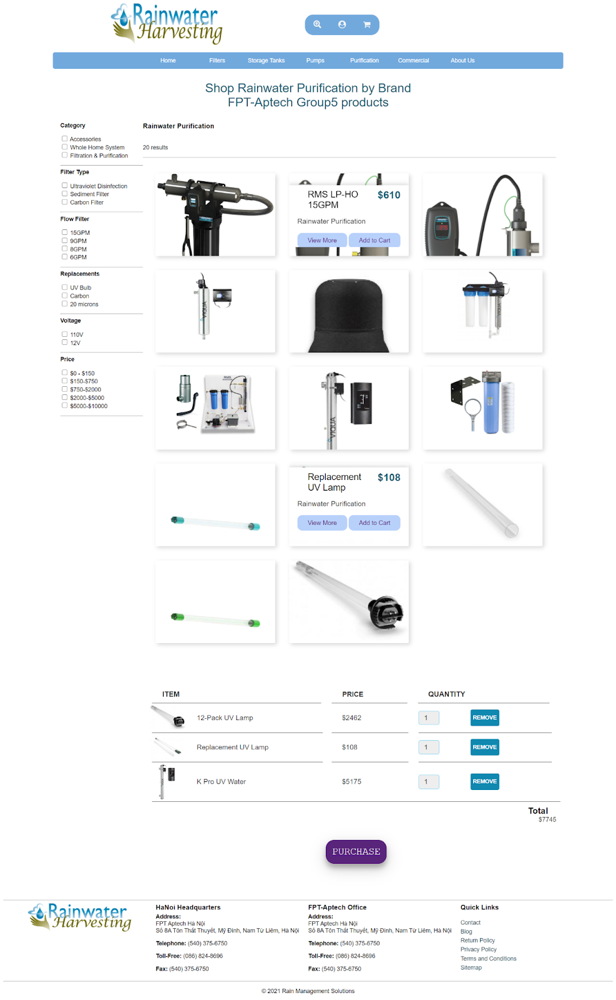 Rainwater
Harvesting
Home Filters Storage Tanks Pumps Purification Commercial About Us
Shop Rainwater Purification by Brand
FPT-Aptech Group5 products
Category
Accessories
Whole Home System
Filtration & Purification
Filter Type
Ultraviolet Disinfection
Sediment Filter
Carbon Filter
Flow Filter
15GPM
9GPM
8GPM
6GPM
Replacements
UV Bulb
Carbon
20 microns
Voltage
110V
12V
Price
$0 - $150
$150-$750
$750-$2000
$2000-$5000
$5000-$10000
Rainwater Purification
20 results
RMS LP-HO $610
15GPM
Rainwater Purification
View More Add to Cart
VIQUA
RMS
VIQUA
Replacement $108
UV Lamp
Rainwater Purification
View More Add to Cart
ITEM PRICE QUANTITY
12-Pack UV Lamp $2462 1 REMOVE
Replacement UV Lamp $108 1 REMOVE
K Pro UV Water $5175 1 REMOVE
Total
$7745
PURCHASE
Rainwater
Harvesting
HaNoi Headquarters
Address:
FPT Aptech Hà Nội
Số 8A Tôn Thất Thuyết, Mỹ Đình, Nam Từ Liêm, Hà Nội
Telephone: (540) 375-6750
Toll-Free: (086) 824-8696
Fax: (540) 375-6750
FPT-Aptech Office
Address:
FPT Aptech Hà Nội
Số 8A Tôn Thất Thuyết, Mỹ Đình, Nam Từ Liêm, Hà Nội
Telephone: (540) 375-6750
Toll-Free: (086) 824-8696
Fax: (540) 375-6750
Quick Links
Contact
Blog
Return Policy
Privacy Policy
Terms and Conditions
Sitemap
© 2021 Rain Management Solutions